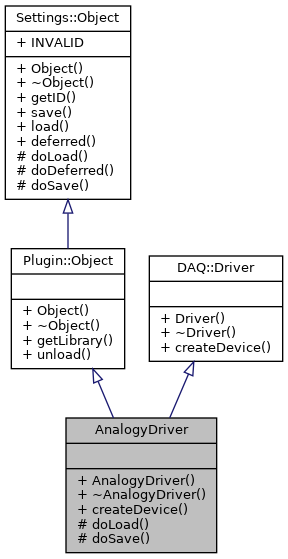 Settings::Object
+ INVALID
+ Object()
+ ~Object()
+ getID()
+ save()
+ load()
+ deferred()
# doLoad()
# doDeferred()
# doSave()
Plugin::Object
+ Object()
+ ~Object()
+ getLibrary()
+ unload()
DAQ::Driver
+ Driver()
+ ~Driver()
+ createDevice()
AnalogyDriver
+ AnalogyDriver()
+ ~AnalogyDriver()
+ createDevice()
# doLoad()
# doSave()